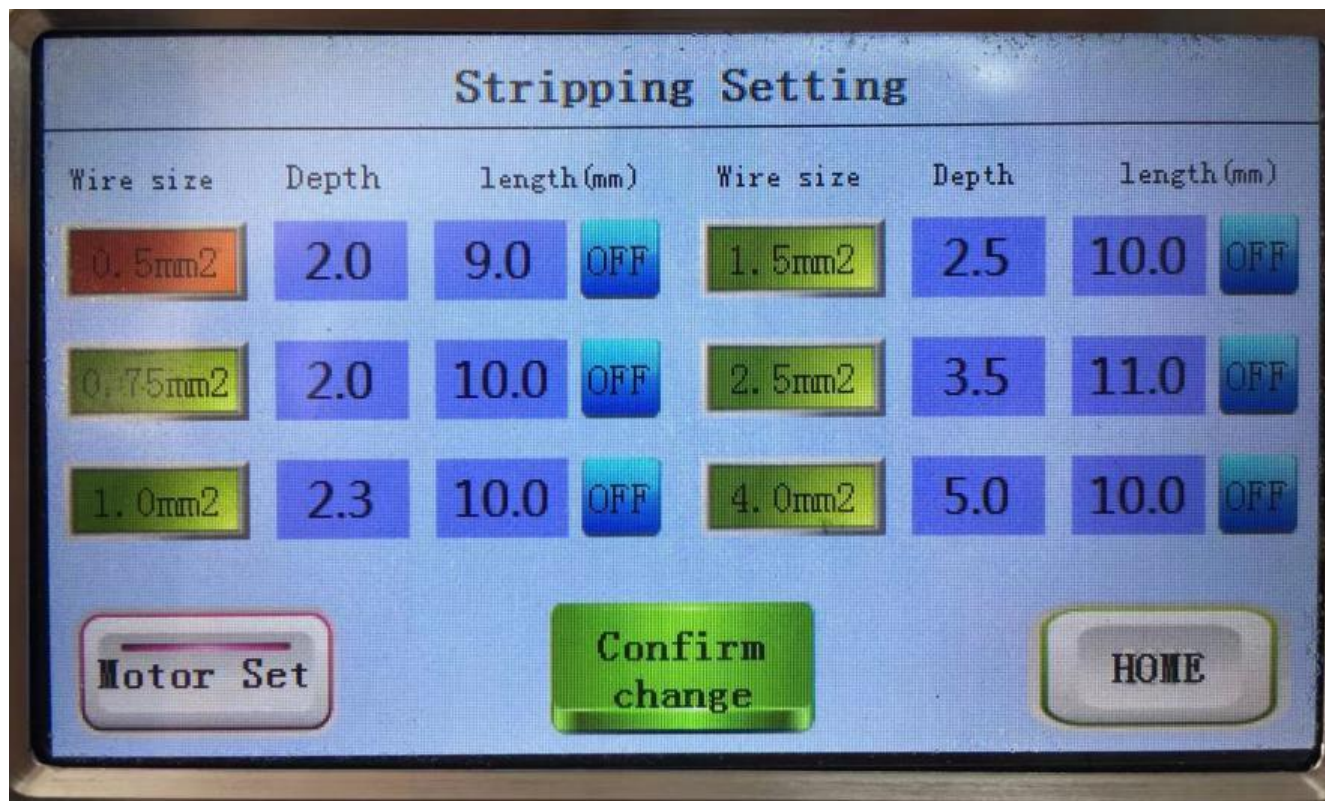 Stripping Setting
Wire size Depth length(mm) Wire size Depth length(mm)
0.5mm2 2.0 9.0 OFF 1.5mm2 2.5 10.0 OFF
0.75mm2 2.0 10.0 OFF 2.5mm2 3.5 11.0 OFF
1.0mm2 2.3 10.0 OFF 4.0mm2 5.0 10.0 OFF
Motor Set Confirm HOME
change